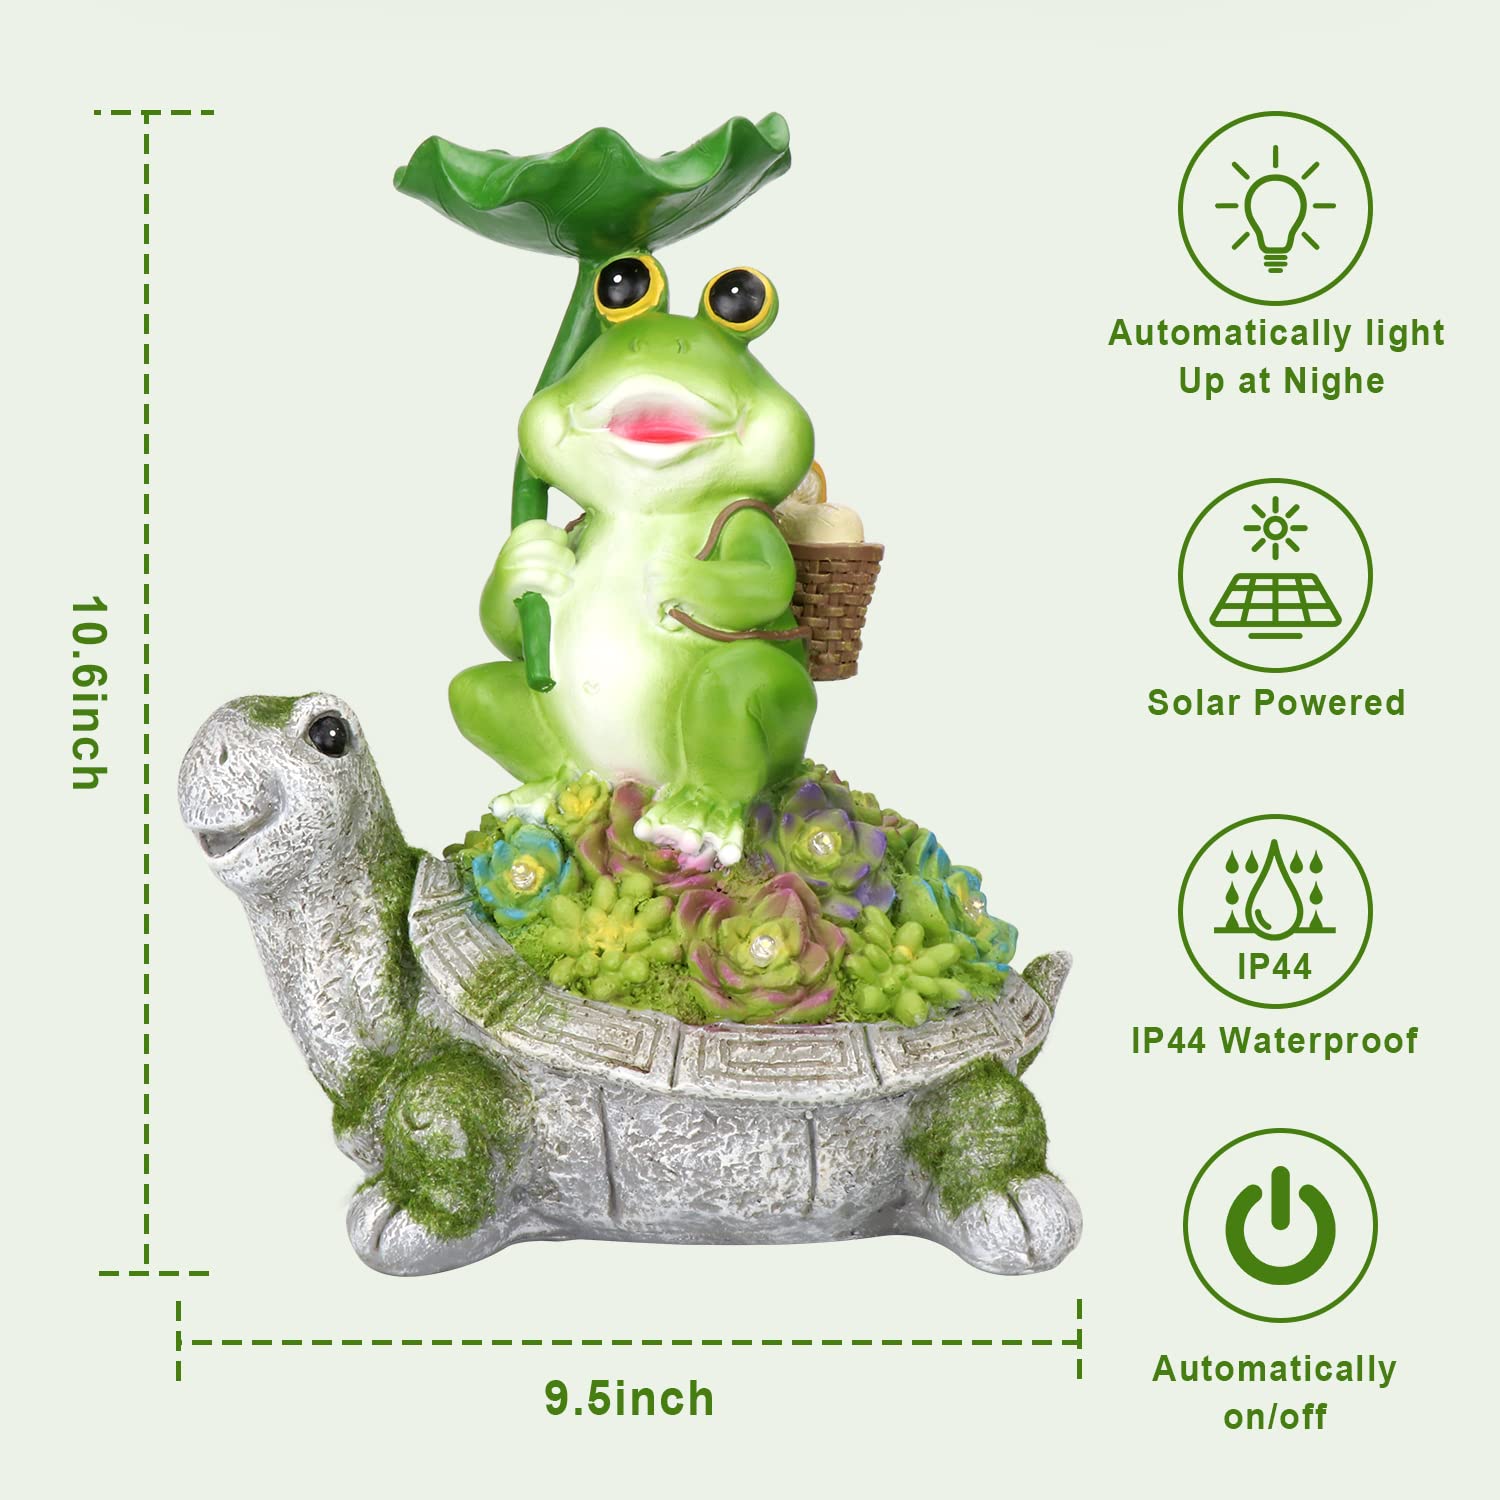 10.6inch
9.5inch
Automatically light
Up at Nighe
Solar Powered
IP44
IP44 Waterproof
Automatically
on/off